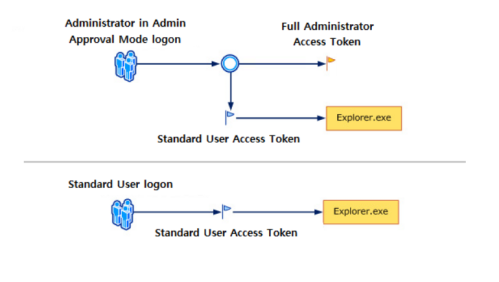 Administrator in Admin
Approval Mode logon
Full Administrator
Access Token
Explorer.exe
Standard User Access Token
Standard User logon
Explorer.exe
Standard User Access Token